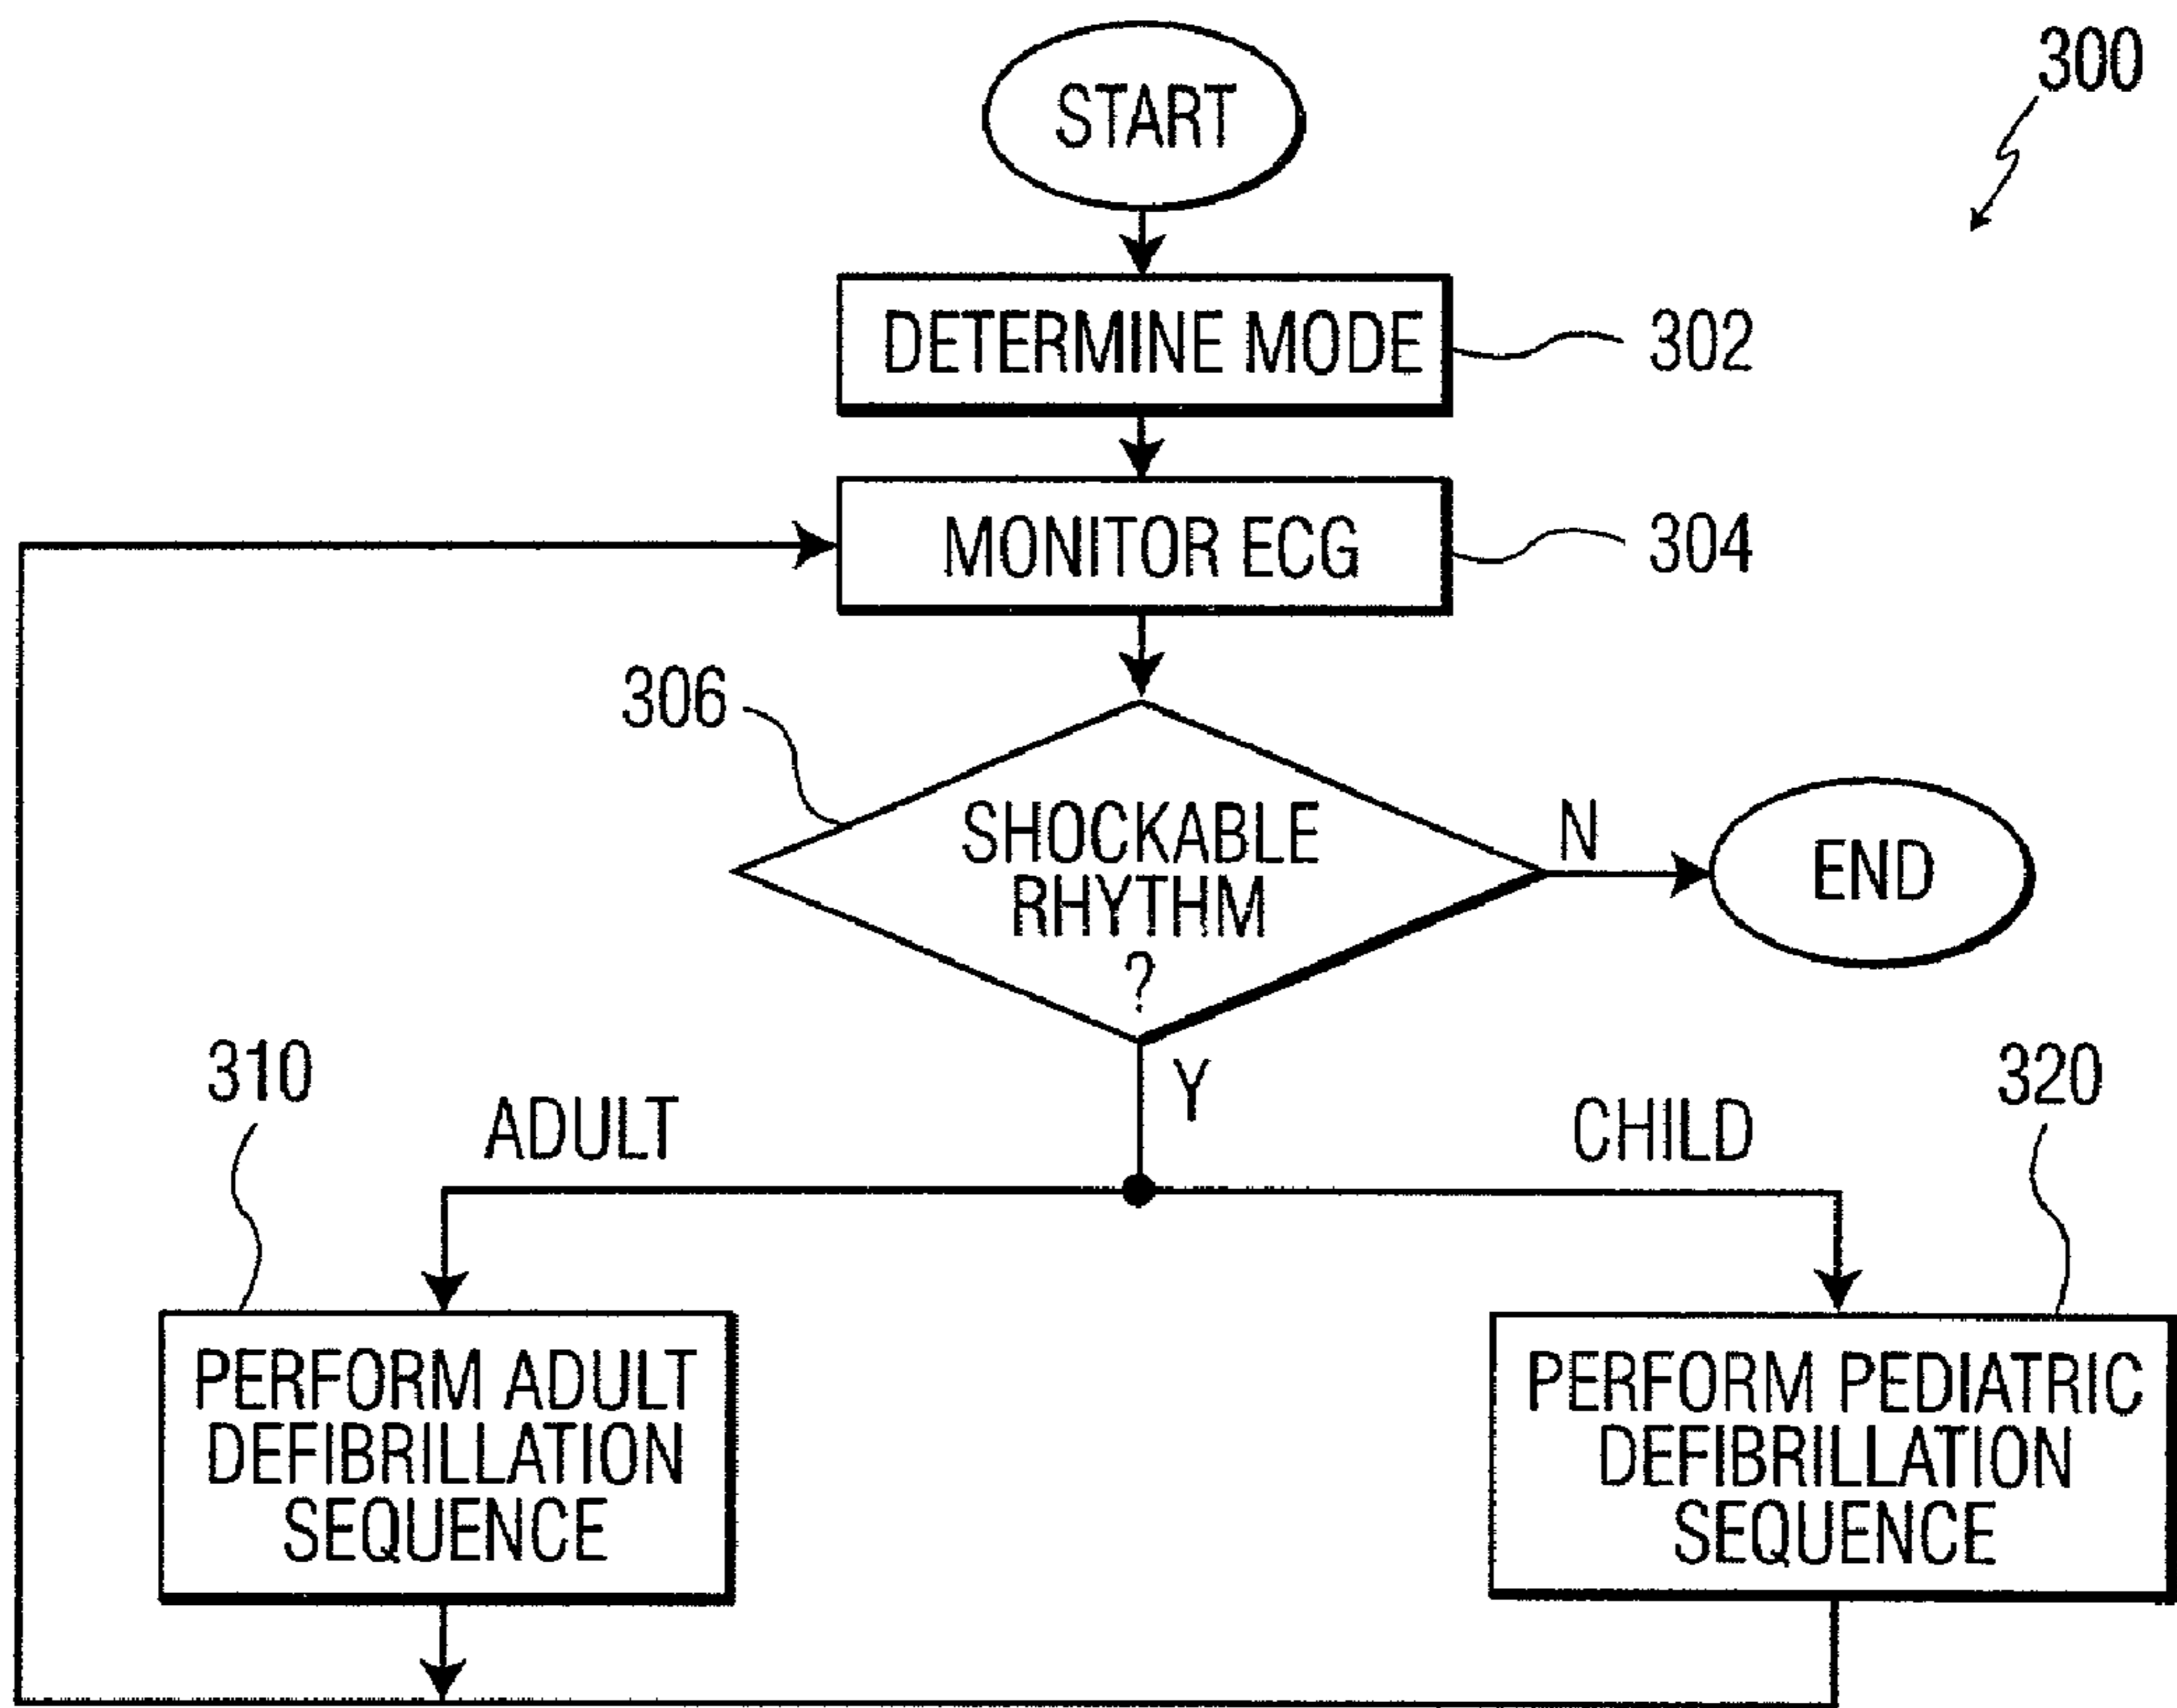 START
300
DETERMINE MODE
302
MONITOR ECG
304
306
SHOCKABLE
RHYTHM
?
N
END
Y
310
ADULT
CHILD
320
PERFORM ADULT
DEFIBRILLATION
SEQUENCE
PERFORM PEDIATRIC
DEFIBRILLATION
SEQUENCE